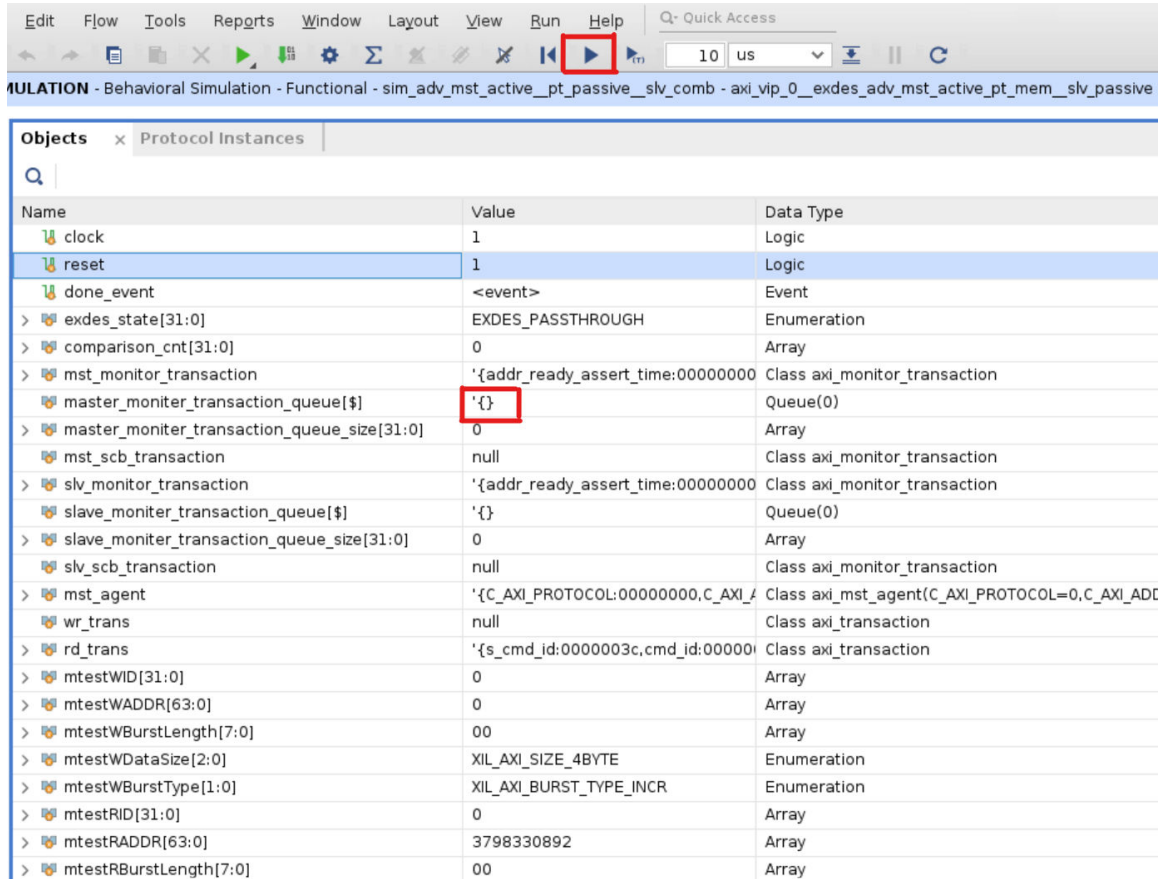 Edit Flow Tools Reports Window Layout View Run Help Q- Quick Access
10 us
MULATION - Behavioral Simulation - Functional - sim_adv_mst_active__pt_passive__slv_comb - axi_vip_0__exdes_adv_mst_active_pt_mem__slv_passive
Objects × Protocol Instances
Name Value Data Type
clock 1 Logic
reset 1 Logic
done_event <event> Event
exdes_state[31:0] EXDES_PASSTHROUGH Enumeration
comparison_cnt[31:0] 0 Array
mst_monitor_transaction '{addr_ready_assert_time:00000000 Class axi_monitor_transaction
master_moniter_transaction_queue[$] '{} Queue(0)
master_moniter_transaction_queue_size[31:0] 0 Array
mst_scb_transaction null Class axi_monitor_transaction
slv_monitor_transaction '{addr_ready_assert_time:00000000 Class axi_monitor_transaction
slave_moniter_transaction_queue[$] '{} Queue(0)
slave_moniter_transaction_queue_size[31:0] 0 Array
slv_scb_transaction null Class axi_monitor_transaction
mst_agent '{C_AXI_PROTOCOL:00000000,C_AXI_A Class axi_mst_agent(C_AXI_PROTOCOL=0,C_AXI_ADD
wr_trans null Class axi_transaction
rd_trans '{s_cmd_id:0000003c,cmd_id:000000 Class axi_transaction
mtestWID[31:0] 0 Array
mtestWADDR[63:0] 0 Array
mtestWBurstLength[7:0] 00 Array
mtestWDataSize[2:0] XIL_AXI_SIZE_4BYTE Enumeration
mtestWBurstType[1:0] XIL_AXI_BURST_TYPE_INCR Enumeration
mtestRID[31:0] 0 Array
mtestRADDR[63:0] 3798330892 Array
mtestRBurstLength[7:0] 00 Array